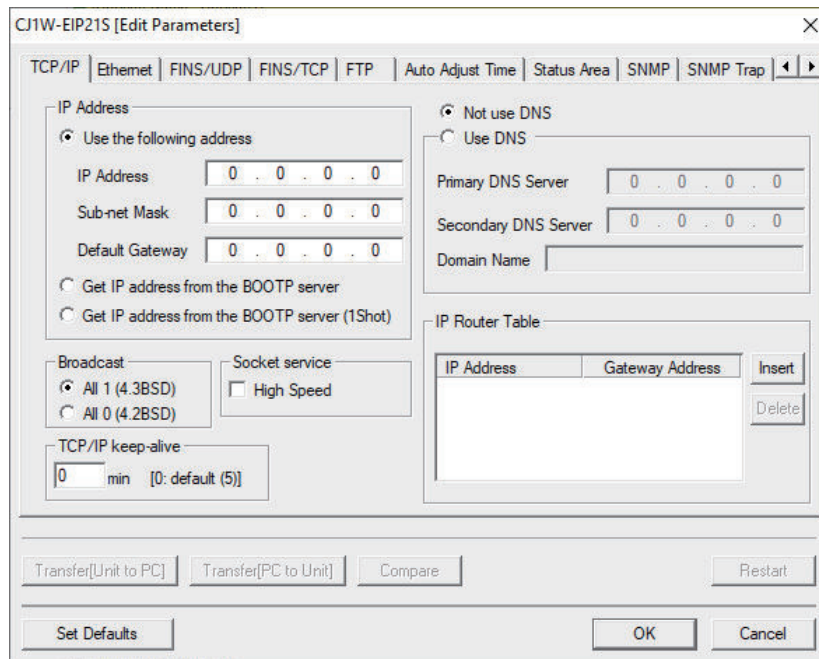 CJ1W-EIP21S [Edit Parameters]
TCP/IP Ethernet FINS/UDP FINS/TCP FTP Auto Adjust Time Status Area SNMP SNMP Trap
IP Address
Use the following address
IP Address 0 . 0 . 0 . 0
Sub-net Mask 0 . 0 . 0 . 0
Default Gateway 0 . 0 . 0 . 0
Get IP address from the BOOTP server
Get IP address from the BOOTP server (1Shot)
Broadcast
All 1 (4.3BSD)
All 0 (4.2BSD)
Socket service
High Speed
TCP/IP keep-alive
0 min [0: default (5)]
Not use DNS
Use DNS
Primary DNS Server 0 . 0 . 0 . 0
Secondary DNS Server 0 . 0 . 0 . 0
Domain Name
IP Router Table
IP Address Gateway Address
Insert
Delete
Transfer[Unit to PC] Transfer[PC to Unit] Compare Restart
Set Defaults OK Cancel